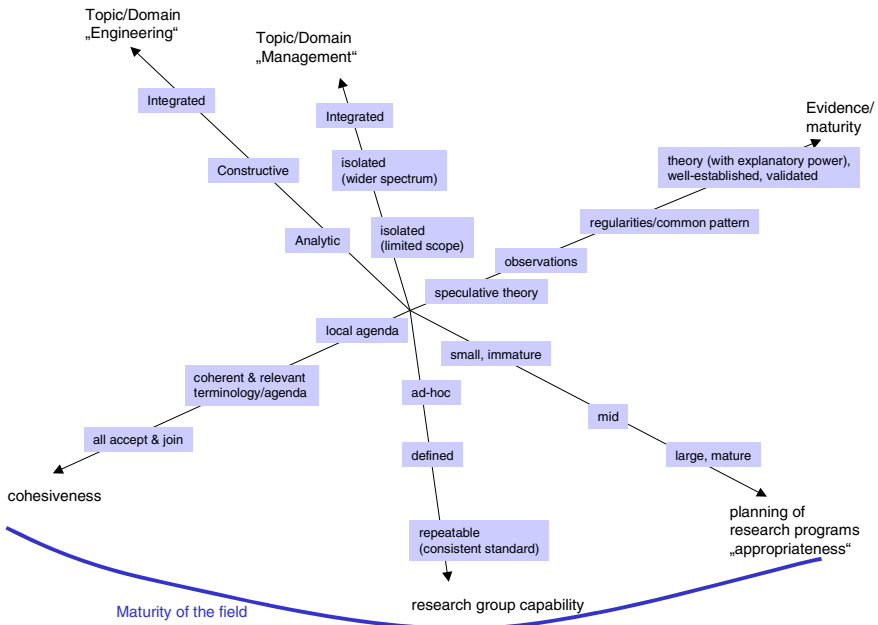 Topic/Domain
„Engineering“
Topic/Domain
„Management“
Integrated
Integrated
Evidence/
maturity
theory (with explanatory power),
well-established, validated
isolated
(wider spectrum)
Constructive
regularities/common pattern
isolated
(limited scope)
Analytic
observations
speculative theory
local agenda
small, immature
coherent & relevant
terminology/agenda
ad-hoc
mid
all accept & join
defined
large, mature
cohesiveness
planning of
research programs
„appropriateness“
repeatable
(consistent standard)
research group capability
Maturity of the field